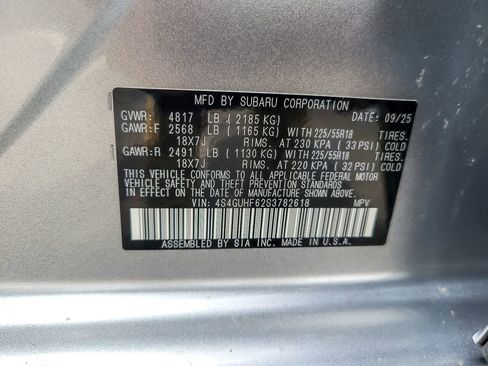 MFD BY SUBARU CORPORATION DATE: 09/25
GVWR: 4817 LB (2185 KG)
GAWR:F 2568 LB (1165 KG) WITH 225/55R18 TIRES,
18X7J RIMS, AT 230 KPA ( 33 PSI) COLD
GAWR:R 2491 LB (1130 KG) WITH 225/55R18 TIRES,
18X7J RIMS, AT 220 KPA ( 32 PSI) COLD
THIS VEHICLE CONFORMS TO ALL APPLICABLE FEDERAL MOTOR
VEHICLE SAFETY AND THEFT PREVENTION STANDARDS
IN EFFECT ON THE DATE OF MANUFACTURE SHOWN ABOVE.
VIN: 4S4GUHF62S3782618 MPV
ASSEMBLED BY SIA INC. MADE IN U.S.A.